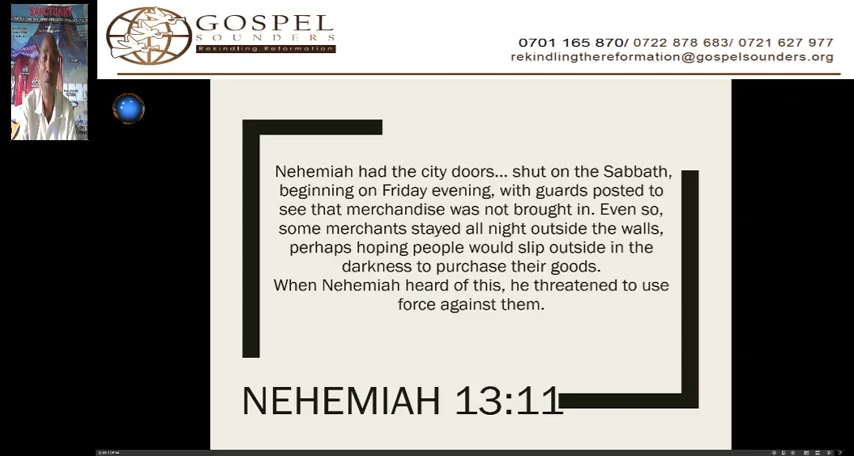 SANCTUARY
GOSPEL
SOUNDERS
Rekindling Reformation
0701 165 870/ 0722 878 683/ 0721 627 977
rekindlingthereformation@gospelsounders.org
Nehemiah had the city doors... shut on the Sabbath,
beginning on Friday evening, with guards posted to
see that merchandise was not brought in. Even so,
some merchants stayed all night outside the walls,
perhaps hoping people would slip outside in the
darkness to purchase their goods.
When Nehemiah heard of this, he threatened to use
force against them.
NEHEMIAH 13:11